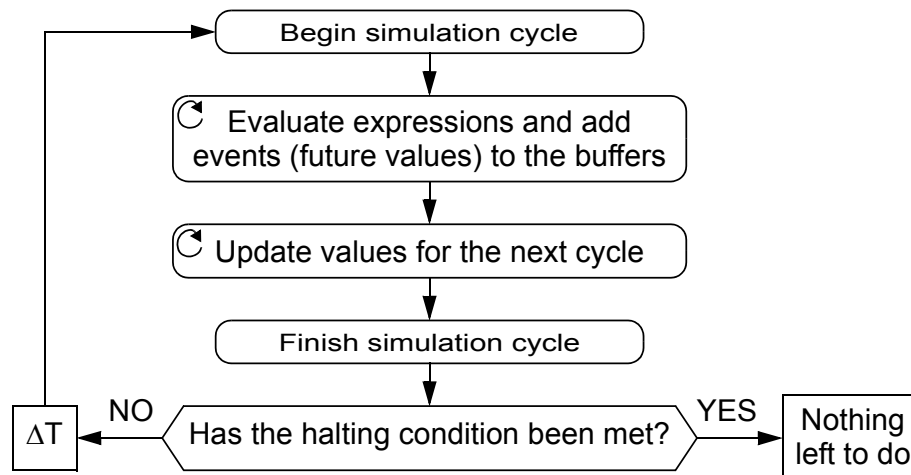 Begin simulation cycle
Evaluate expressions and add
events (future values) to the buffers
Update values for the next cycle
Finish simulation cycle
NO
YES
ΔT
Has the halting condition been met?
Nothing
left to do